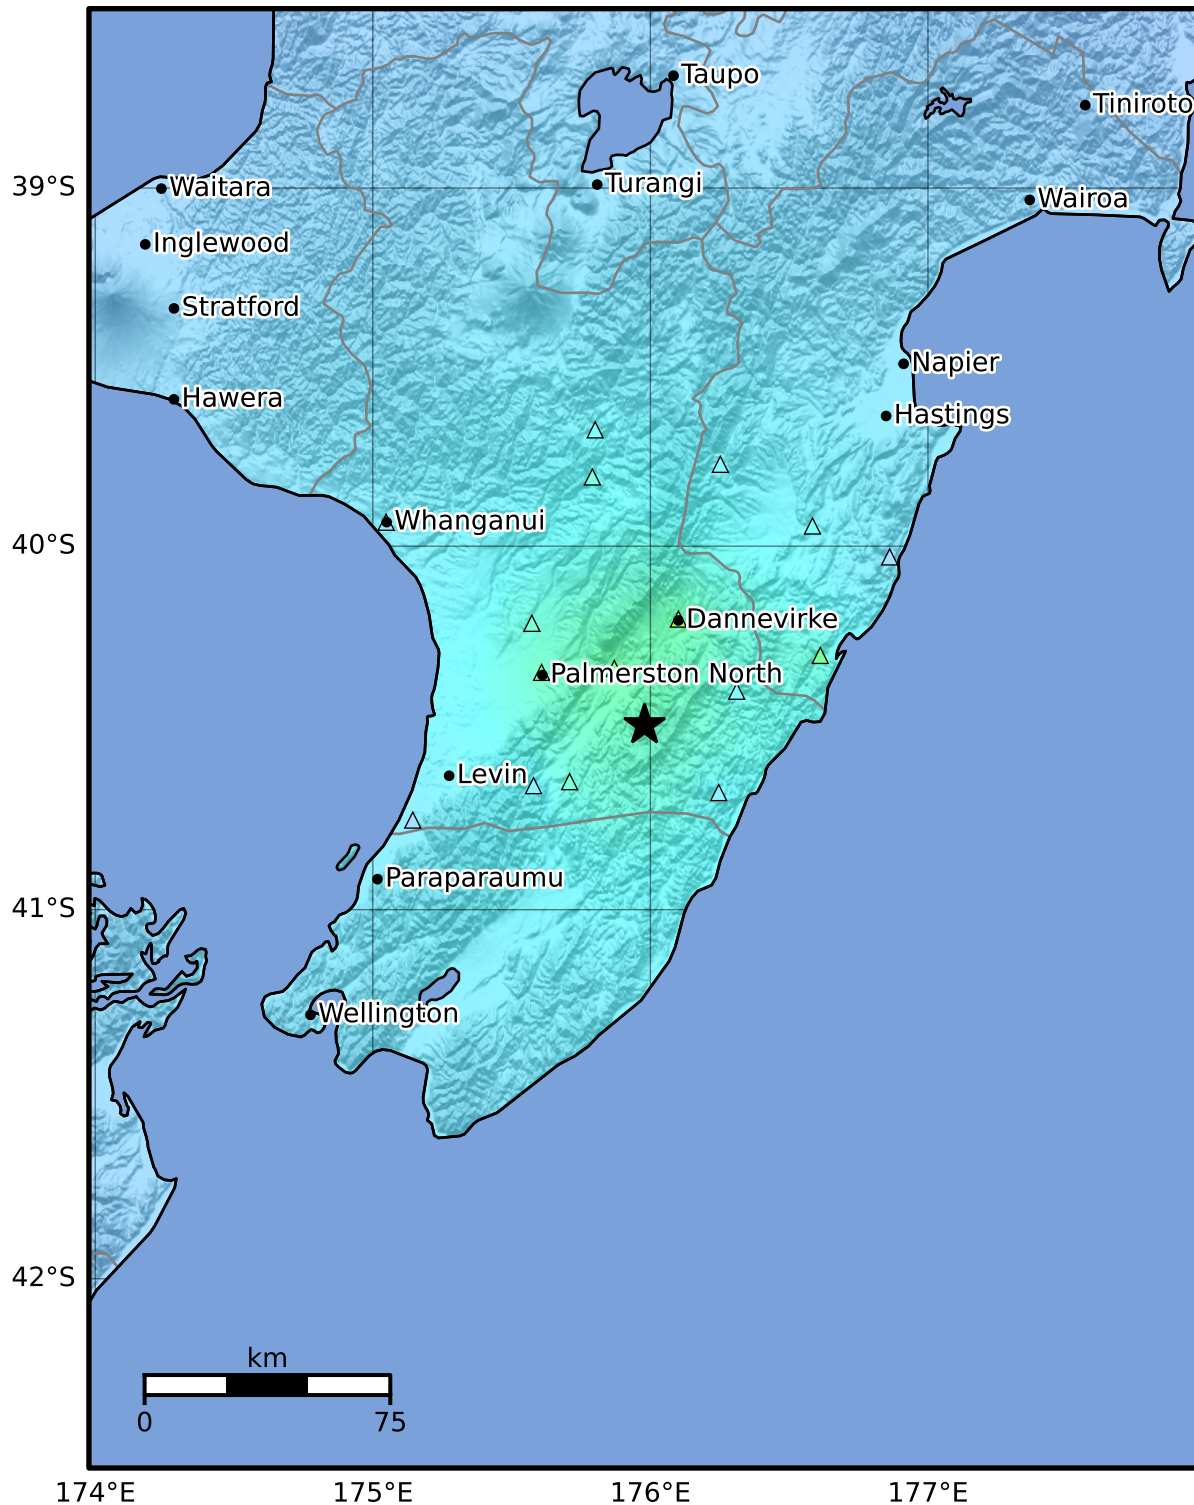 Taupo
Tiniroto
39°S
Waitara
Turangi
Wairoa
Inglewood
Stratford
Napier
Hawera
Hastings
Whanganui
40°S
Dannevirke
Palmerston North
Levin
Paraparaumu
41°S
Wellington
42°S
km
0 75
174°E 175°E 176°E 177°E